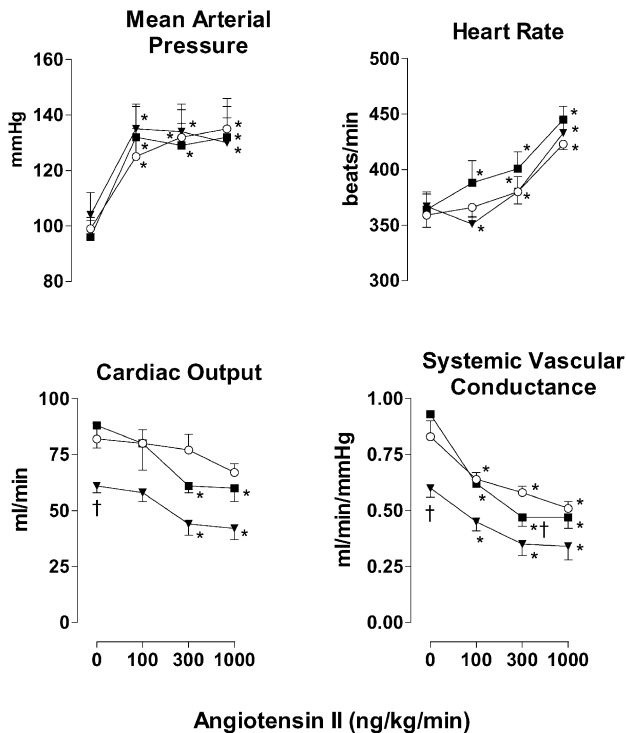 Mean Arterial
Pressure
160
140
120
100
80
mmHg
* * * * * * * *
Heart Rate
500
450
400
350
300
beats/min
* * * * * * * *
Cardiac Output
100
75
50
25
0
ml/min
†
* * * *
0 100 300 1000
Systemic Vascular
Conductance
1.00
0.75
0.50
0.25
0.00
ml/min/mmHg
†
* * * * * † * * * *
0 100 300 1000
Angiotensin II (ng/kg/min)